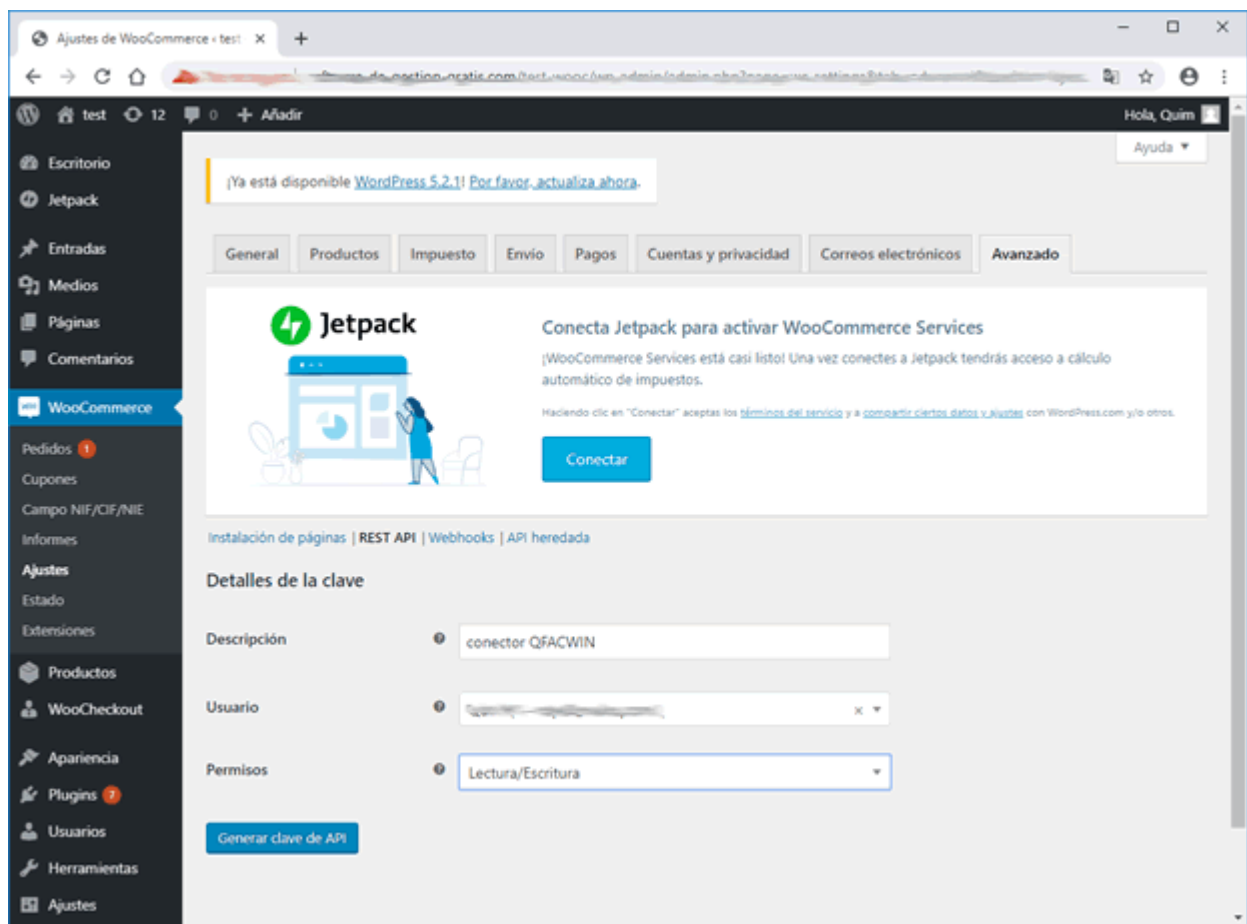 Ajustes de WooCommerce ‹ test
test 12 0 + Añadir Hola, Quim
Ayuda
Escritorio
Jetpack
Entradas
Medios
Páginas
Comentarios
WooCommerce
Pedidos 1
Cupones
Campo NIF/CIF/NIE
Informes
Ajustes
Estado
Extensiones
Productos
WooCheckout
Apariencia
Plugins 7
Usuarios
Herramientas
Ajustes
¡Ya está disponible WordPress 5.2.1! Por favor, actualiza ahora.
General Productos Impuesto Envío Pagos Cuentas y privacidad Correos electrónicos Avanzado
Jetpack
Conecta Jetpack para activar WooCommerce Services
¡WooCommerce Services está casi listo! Una vez conectes a Jetpack tendrás acceso a cálculo
automático de impuestos.
Haciendo clic en "Conectar" aceptas los términos del servicio y a compartir ciertos datos y ajustes con WordPress.com y/o otros.
Conectar
Instalación de páginas | REST API | Webhooks | API heredada
Detalles de la clave
Descripción conector QFACWIN
Usuario
Permisos Lectura/Escritura
Generar clave de API